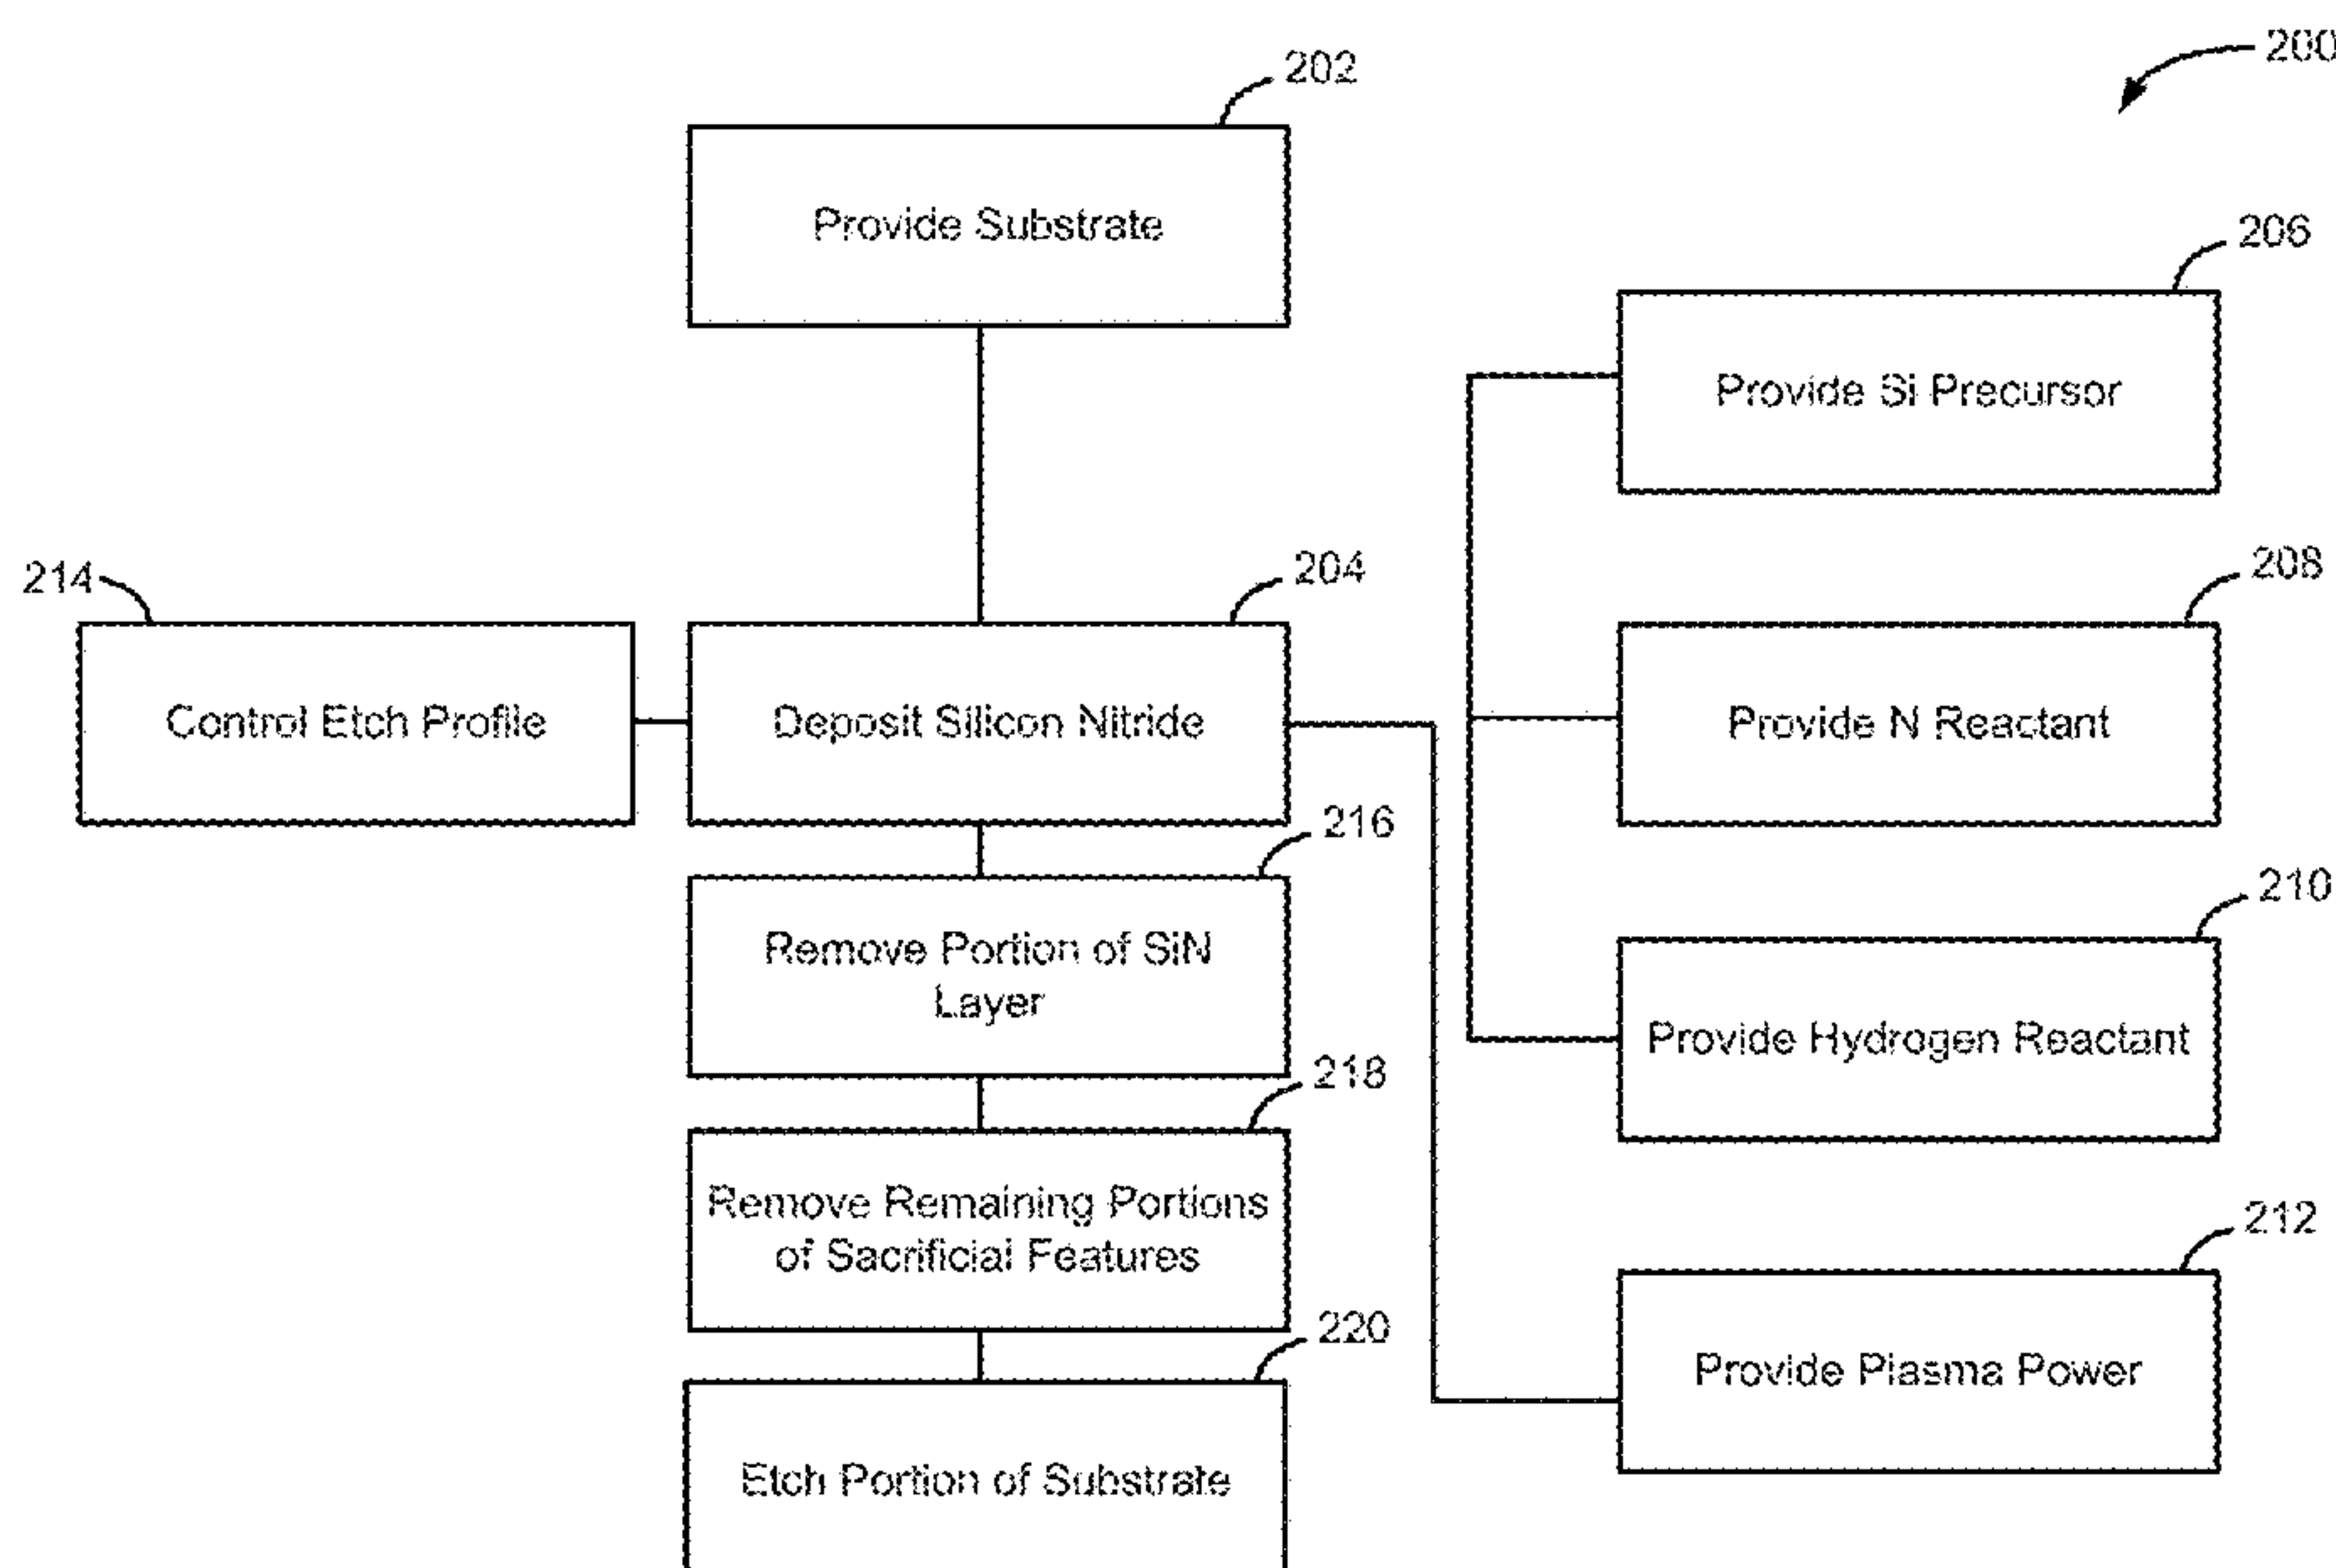 200
202
Provide Substrate
206
Provide Si Precursor
214
204
208
Control Etch Profile
Deposit Silicon Nitride
Provide N Reactant
216
210
Remove Portion of SiN
Layer
Provide Hydrogen Reactant
218
Remove Remaining Portions
of Sacrificial Features
212
220
Provide Plasma Power
Etch Portion of Substrate